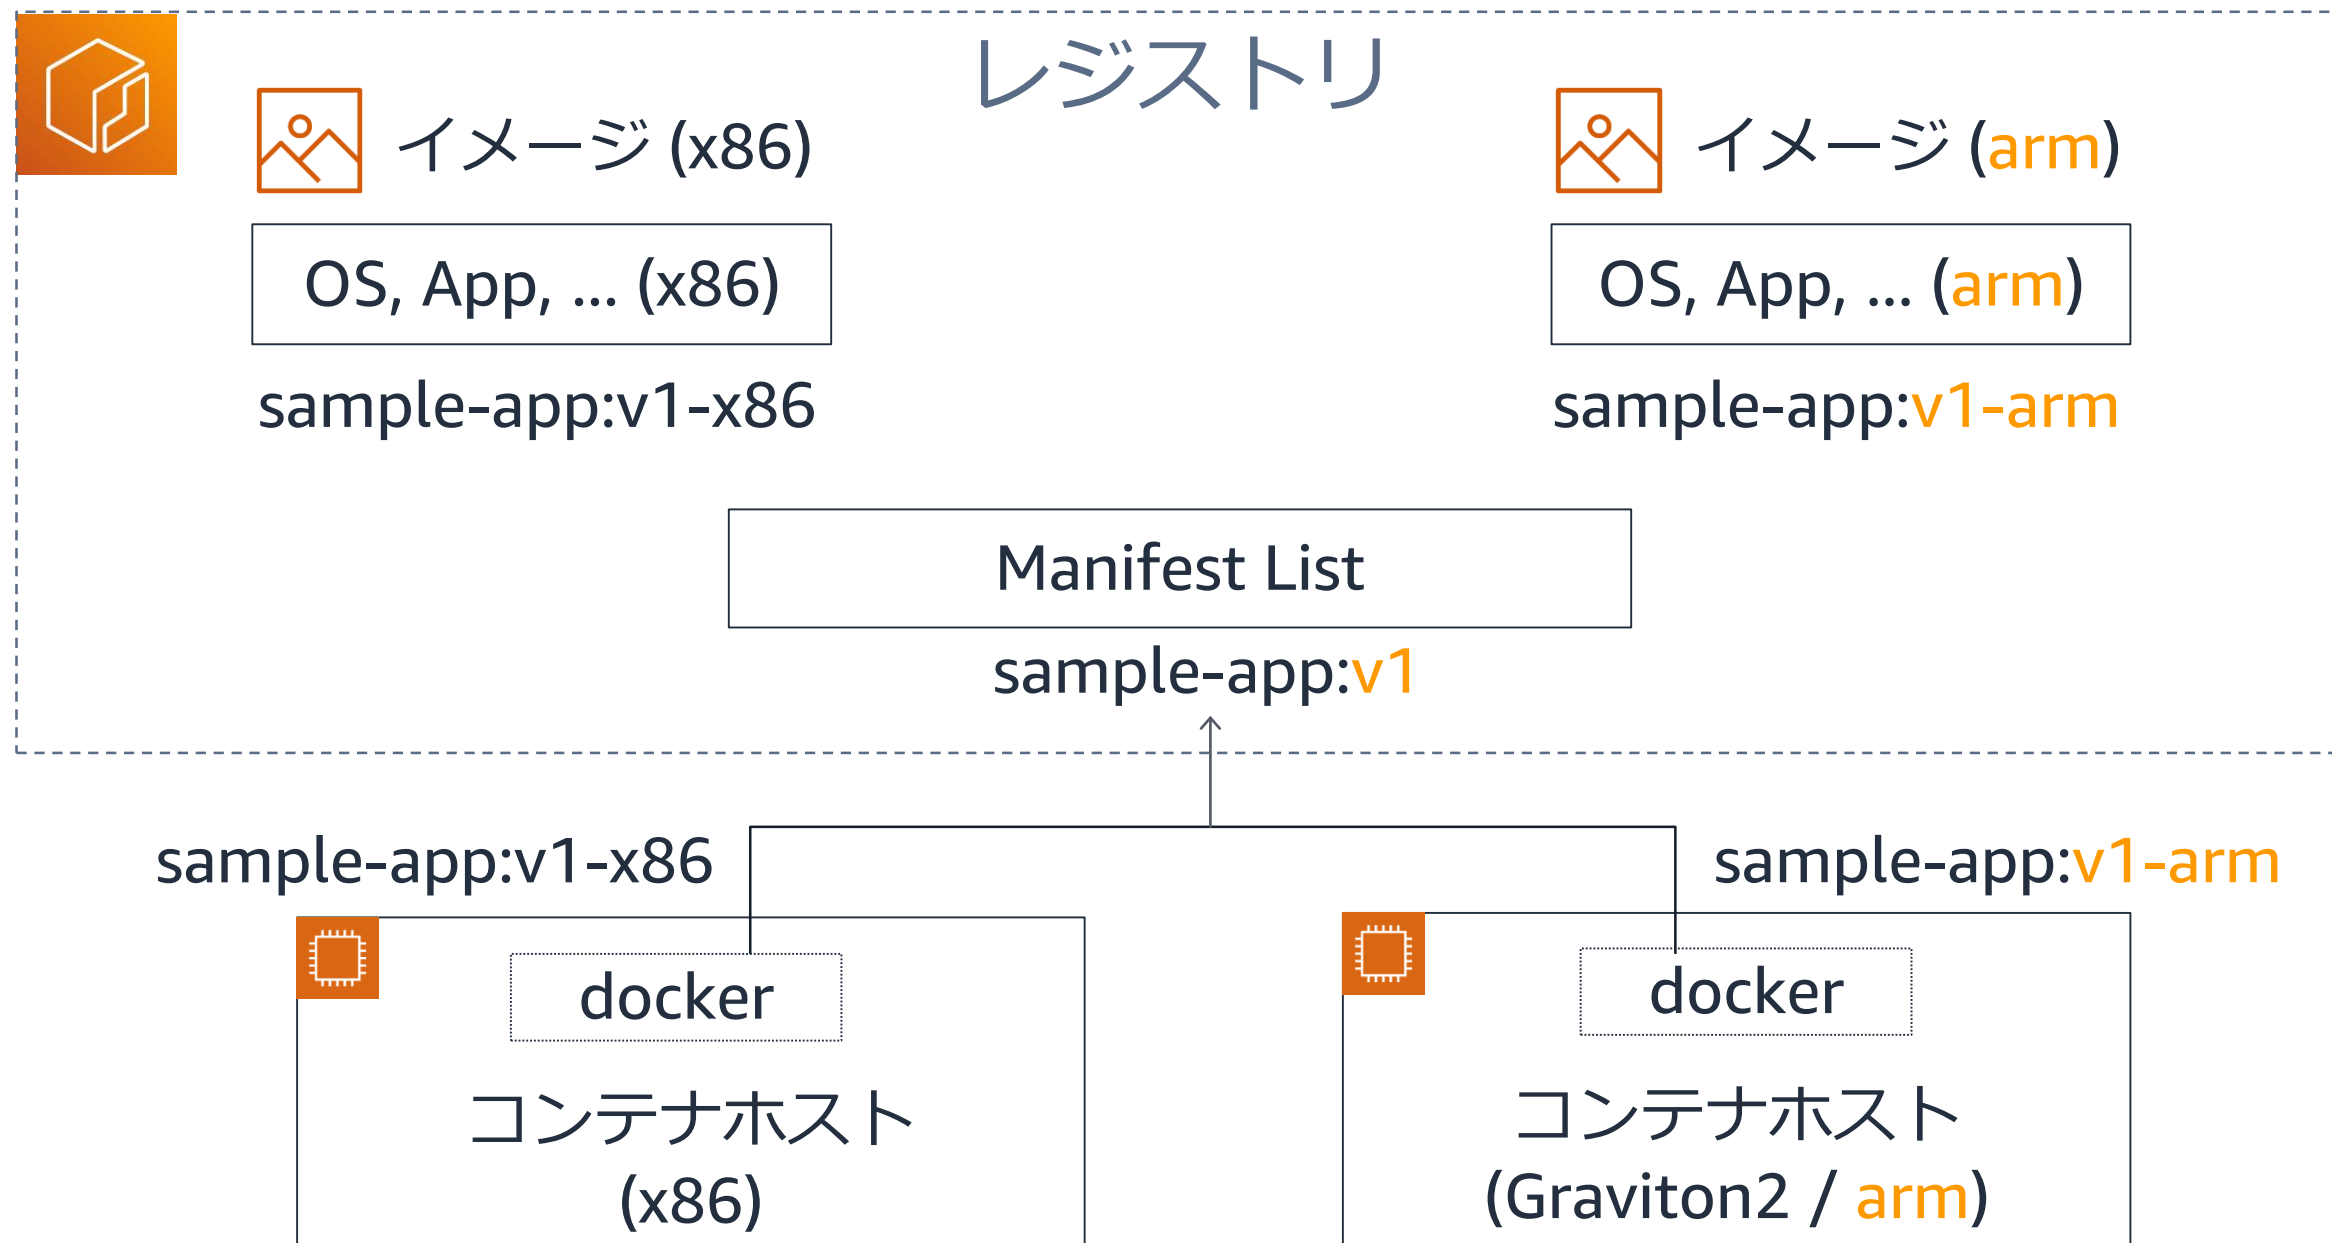 レジストリ
イメージ (x86)
イメージ (arm)
OS, App, ... (x86)
OS, App, ... (arm)
sample-app:v1-x86
sample-app:v1-arm
Manifest List
sample-app:v1
sample-app:v1-x86
sample-app:v1-arm
docker
docker
コンテナホスト
(x86)
コンテナホスト
(Graviton2 / arm)